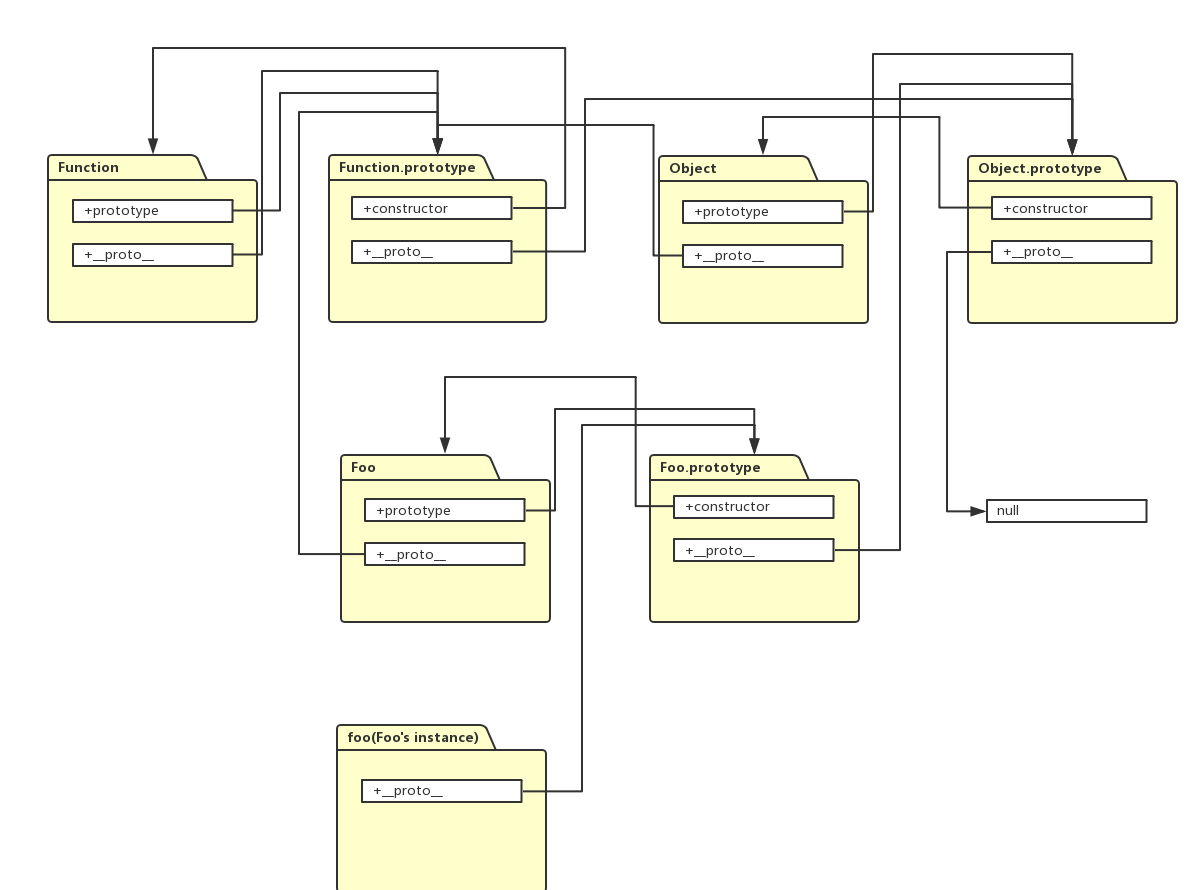 Function
+prototype
+__proto__
Function.prototype
+constructor
+__proto__
Object
+prototype
+__proto__
Object.prototype
+constructor
+__proto__
Foo
+prototype
+__proto__
Foo.prototype
+constructor
+__proto__
null
foo(Foo's instance)
+__proto__